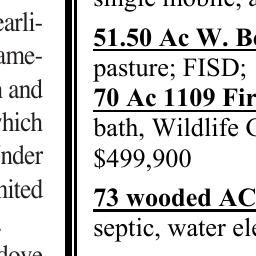 earli-
ame-
and
which
nder
nited
dove
single mobile, a
51.50 Ac W. Be
pasture; FISD;
70 Ac 1109 Fir
bath, Wildlife
$499,900
73 wooded AC
septic, water ele